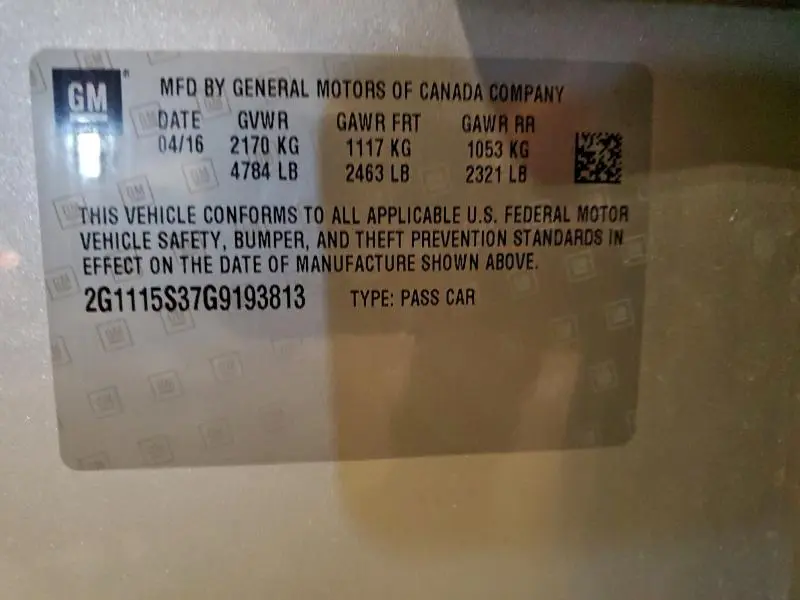 GM
MFD BY GENERAL MOTORS OF CANADA COMPANY
DATE GVWR GAWR FRT GAWR RR
04/16 2170 KG 1117 KG 1053 KG
4784 LB 2463 LB 2321 LB
THIS VEHICLE CONFORMS TO ALL APPLICABLE U.S. FEDERAL MOTOR
VEHICLE SAFETY, BUMPER, AND THEFT PREVENTION STANDARDS IN
EFFECT ON THE DATE OF MANUFACTURE SHOWN ABOVE.
2G1115S37G9193813 TYPE: PASS CAR